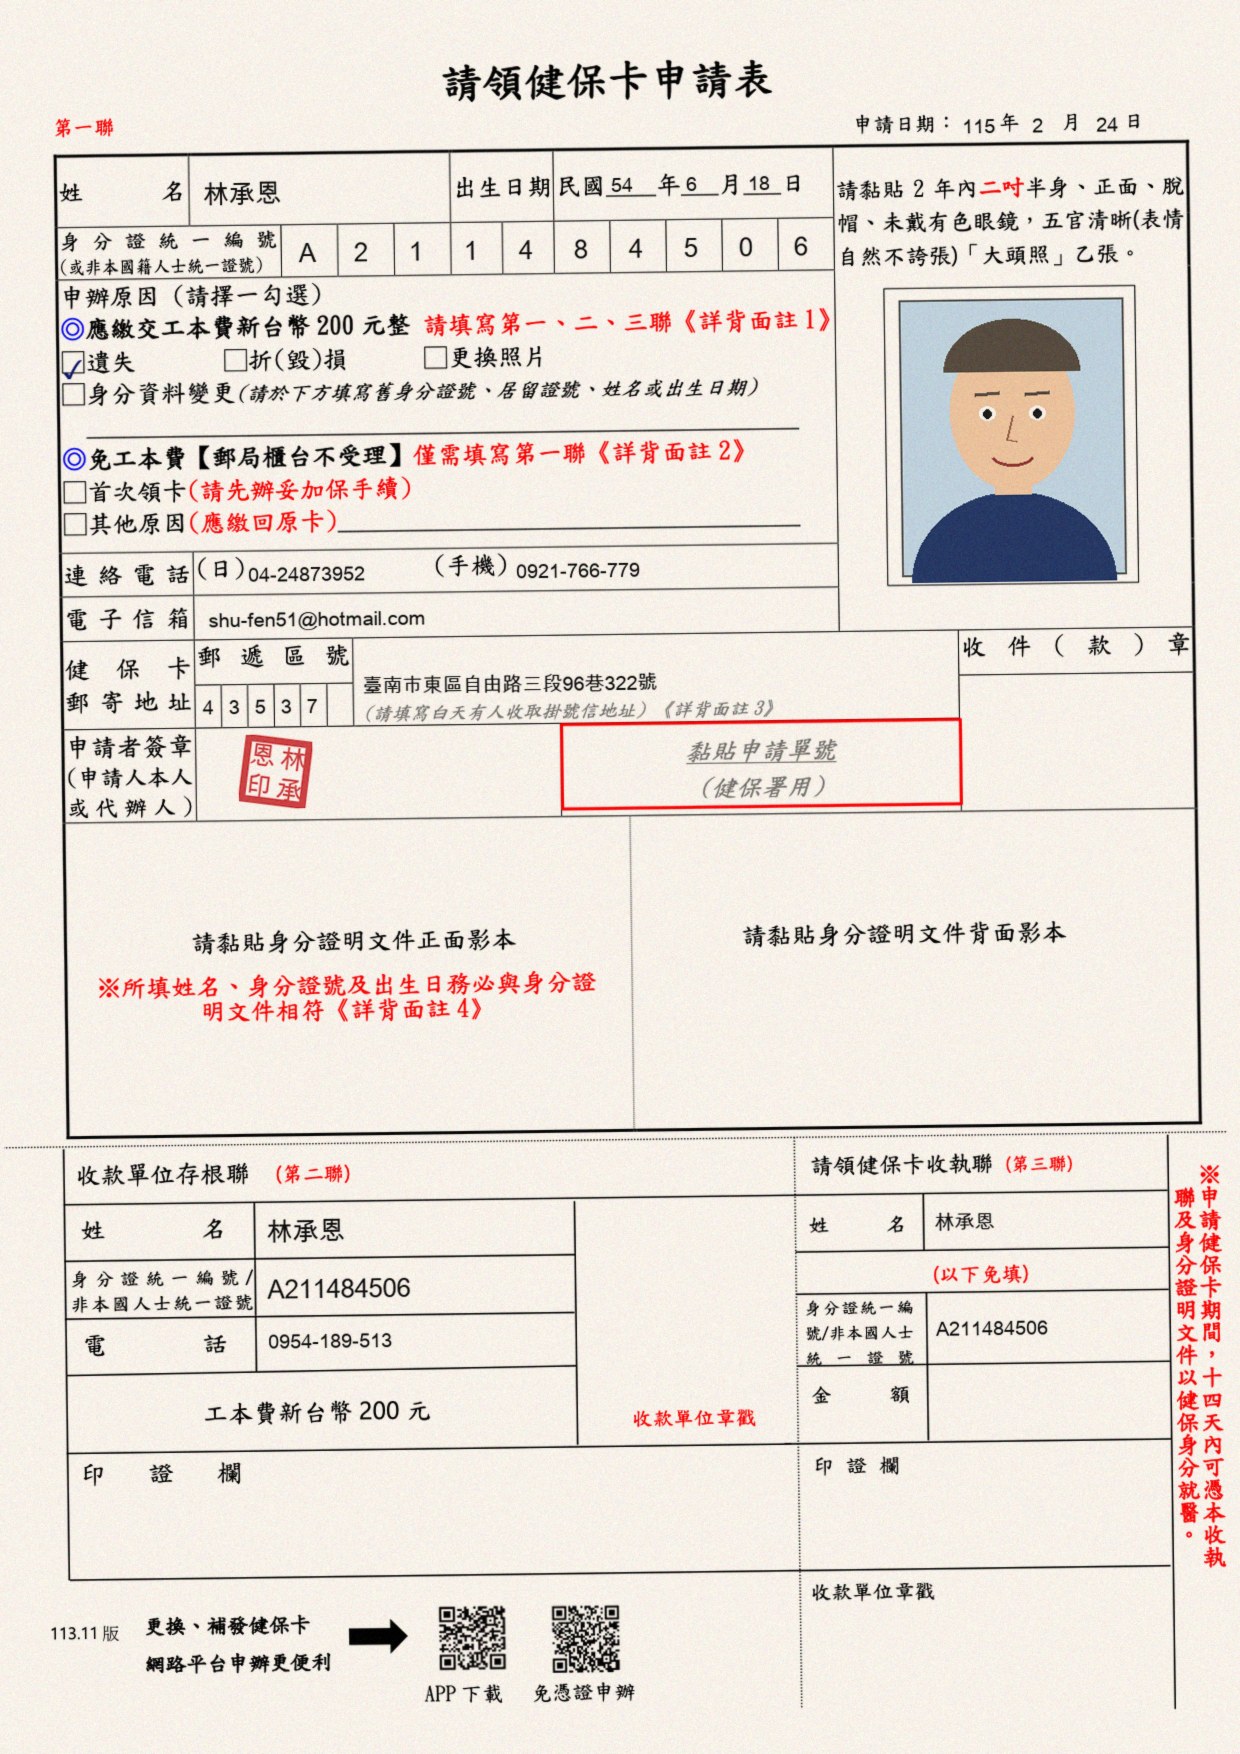 請領健保卡申請表
第一聯
申請日期： 115 年 2 月 24 日
姓 名 林承恩 出生日期 民國 54 年 6 月 18 日
身分證統一編號
(或非本國籍人士統一證號)
A 2 1 1 4 8 4 5 0 6
請黏貼 2 年內二吋半身、正面、脫
帽、未戴有色眼鏡，五官清晰(表情
自然不誇張)「大頭照」乙張。
申辦原因（請擇一勾選）
◎應繳交工本費新台幣 200 元整 請填寫第一、二、三聯《詳背面註 1》
☑遺失 □折(毀)損 □更換照片
□身分資料變更(請於下方填寫舊身分證號、居留證號、姓名或出生日期)
◎免工本費【郵局櫃台不受理】僅需填寫第一聯《詳背面註 2》
□首次領卡(請先辦妥加保手續)
□其他原因(應繳回原卡)
連絡電話 (日) 04-24873952 (手機) 0921-766-779
電子信箱 shu-fen51@hotmail.com
健保卡
郵寄地址
郵遞區號
4 3 5 3 7
臺南市東區自由路三段96巷322號
(請填寫白天有人收取掛號信地址)《詳背面註 3》
收件（款）章
申請者簽章
(申請人本人
或代辦人)
林承恩印
黏貼申請單號
(健保署用)
請黏貼身分證明文件正面影本
※所填姓名、身分證號及出生日務必與身分證
明文件相符《詳背面註 4》
請黏貼身分證明文件背面影本
收款單位存根聯 (第二聯)
姓 名 林承恩
身分證統一編號/
非本國人士統一證號
A211484506
電 話 0954-189-513
工本費新台幣 200 元
收款單位章戳
印 證 欄
請領健保卡收執聯 (第三聯)
姓 名 林承恩
(以下免填)
身分證統一編
號/非本國人士
統一證號
A211484506
金 額
印 證 欄
收款單位章戳
※申請健保卡期間，十四天內可憑本收執
聯及身分證明文件以健保身分就醫。
113.11 版
更換、補發健保卡
網路平台申辦更便利
APP 下載 免憑證申辦